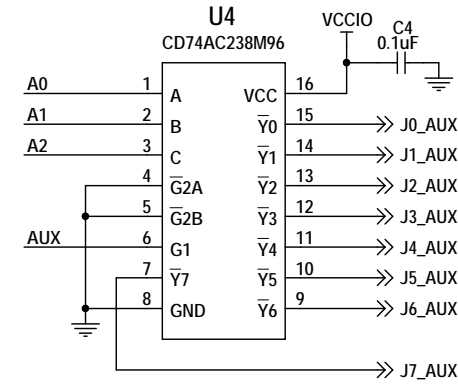 U4
CD74AC238M96
VCCIO
C4
0.1uF
A0 1 A VCC 16
A1 2 B Y0 15 J0_AUX
A2 3 C Y1 14 J1_AUX
4 G2A Y2 13 J2_AUX
5 G2B Y3 12 J3_AUX
AUX 6 G1 Y4 11 J4_AUX
7 Y7 Y5 10 J5_AUX
8 GND Y6 9 J6_AUX
J7_AUX